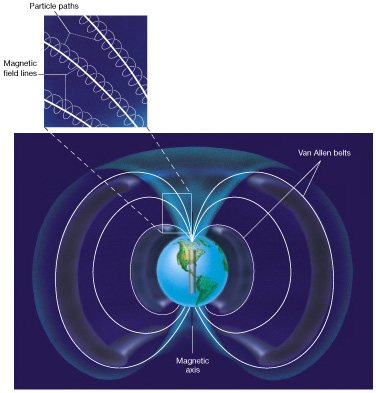 Particle paths
Magnetic
field lines
Van Allen belts
Magnetic
axis